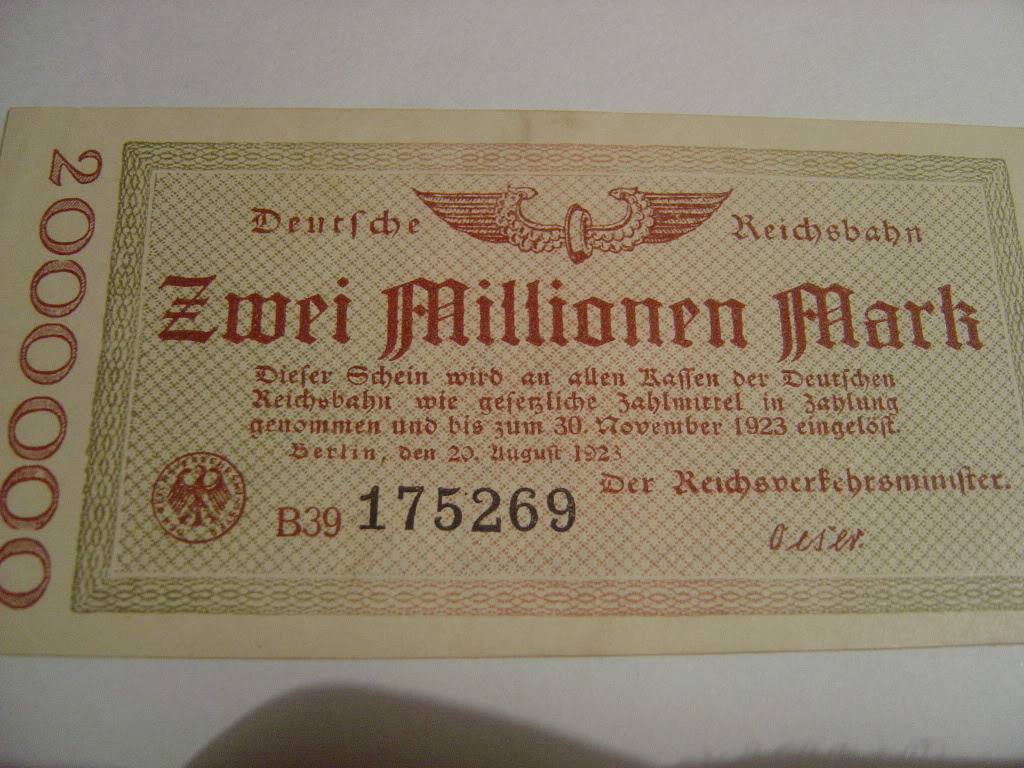 2000000
Deutsche Reichsbahn
Zwei Millionen Mark
Dieser Schein wird an allen Kassen der Deutschen
Reichsbahn wie gesetzliche Zahlmittel in Zahlung
genommen und bis zum 30. November 1923 eingelöst.
Berlin, den 20. August 1923
Der Reichsverkehrsminister.
B39 175269
Oeser.